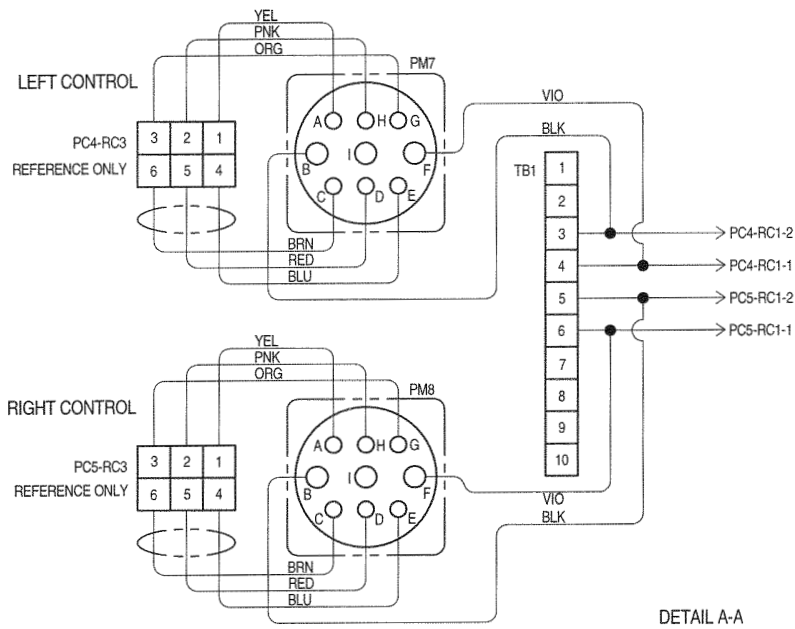 YEL
PNK
ORG
LEFT CONTROL
PM7
VIO
BLK
A H G
PC4-RC3
REFERENCE ONLY
3 2 1
6 5 4
B I F
C D E
TB1
1
2
3
4
5
6
7
8
9
10
PC4-RC1-2
PC4-RC1-1
PC5-RC1-2
PC5-RC1-1
BRN
RED
BLU
YEL
PNK
ORG
RIGHT CONTROL
PM8
A H G
PC5-RC3
REFERENCE ONLY
3 2 1
6 5 4
B I F
C D E
VIO
BLK
BRN
RED
BLU
DETAIL A-A